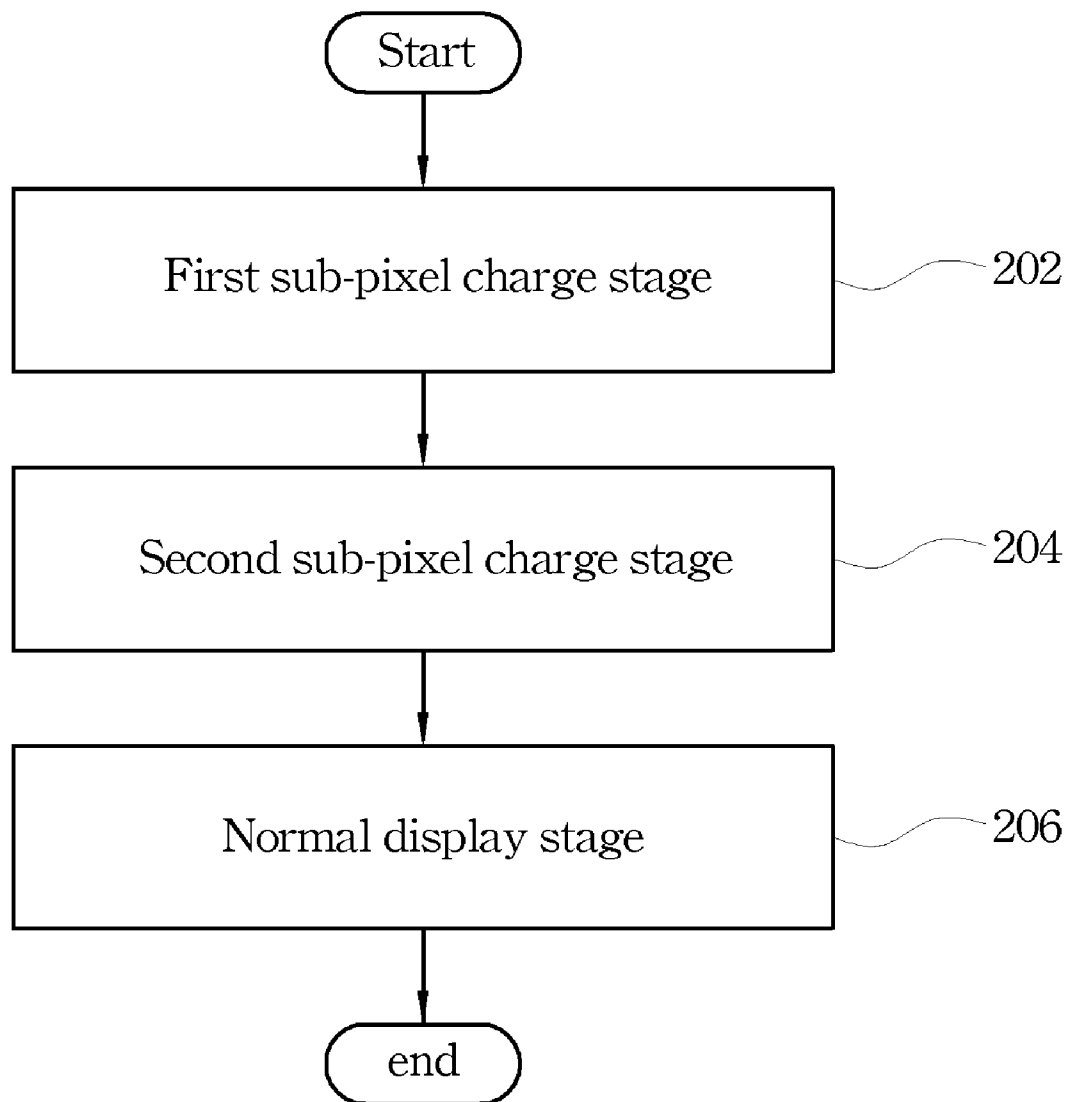 Start
First sub-pixel charge stage
202
Second sub-pixel charge stage
204
Normal display stage
206
end